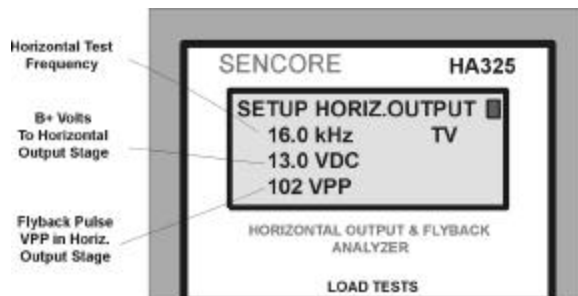 Horizontal Test
Frequency
B+ Volts
To Horizontal
Output Stage
Flyback Pulse
VPP in Horiz.
Output Stage
SENCORE HA325
SETUP HORIZ.OUTPUT
16.0 kHz TV
13.0 VDC
102 VPP
HORIZONTAL OUTPUT & FLYBACK
ANALYZER
LOAD TESTS